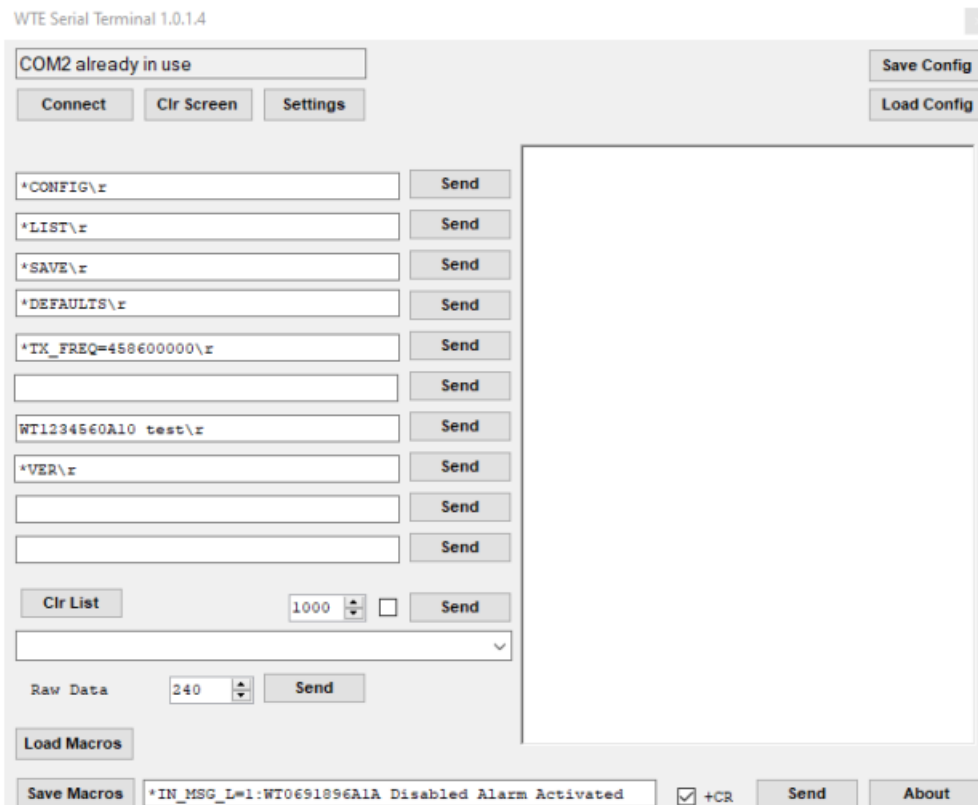 WTE Serial Terminal 1.0.1.4
COM2 already in use
Save Config
Connect Clr Screen Settings
Load Config
*CONFIG\r Send
*LIST\r Send
*SAVE\r Send
*DEFAULTS\r Send
*TX_FREQ=458600000\r Send
Send
WT1234560A10 test\r Send
*VER\r Send
Send
Send
Clr List 1000 Send
Raw Data 240 Send
Load Macros
Save Macros *IN_MSG_L=1:WT0691896A1A Disabled Alarm Activated +CR Send About